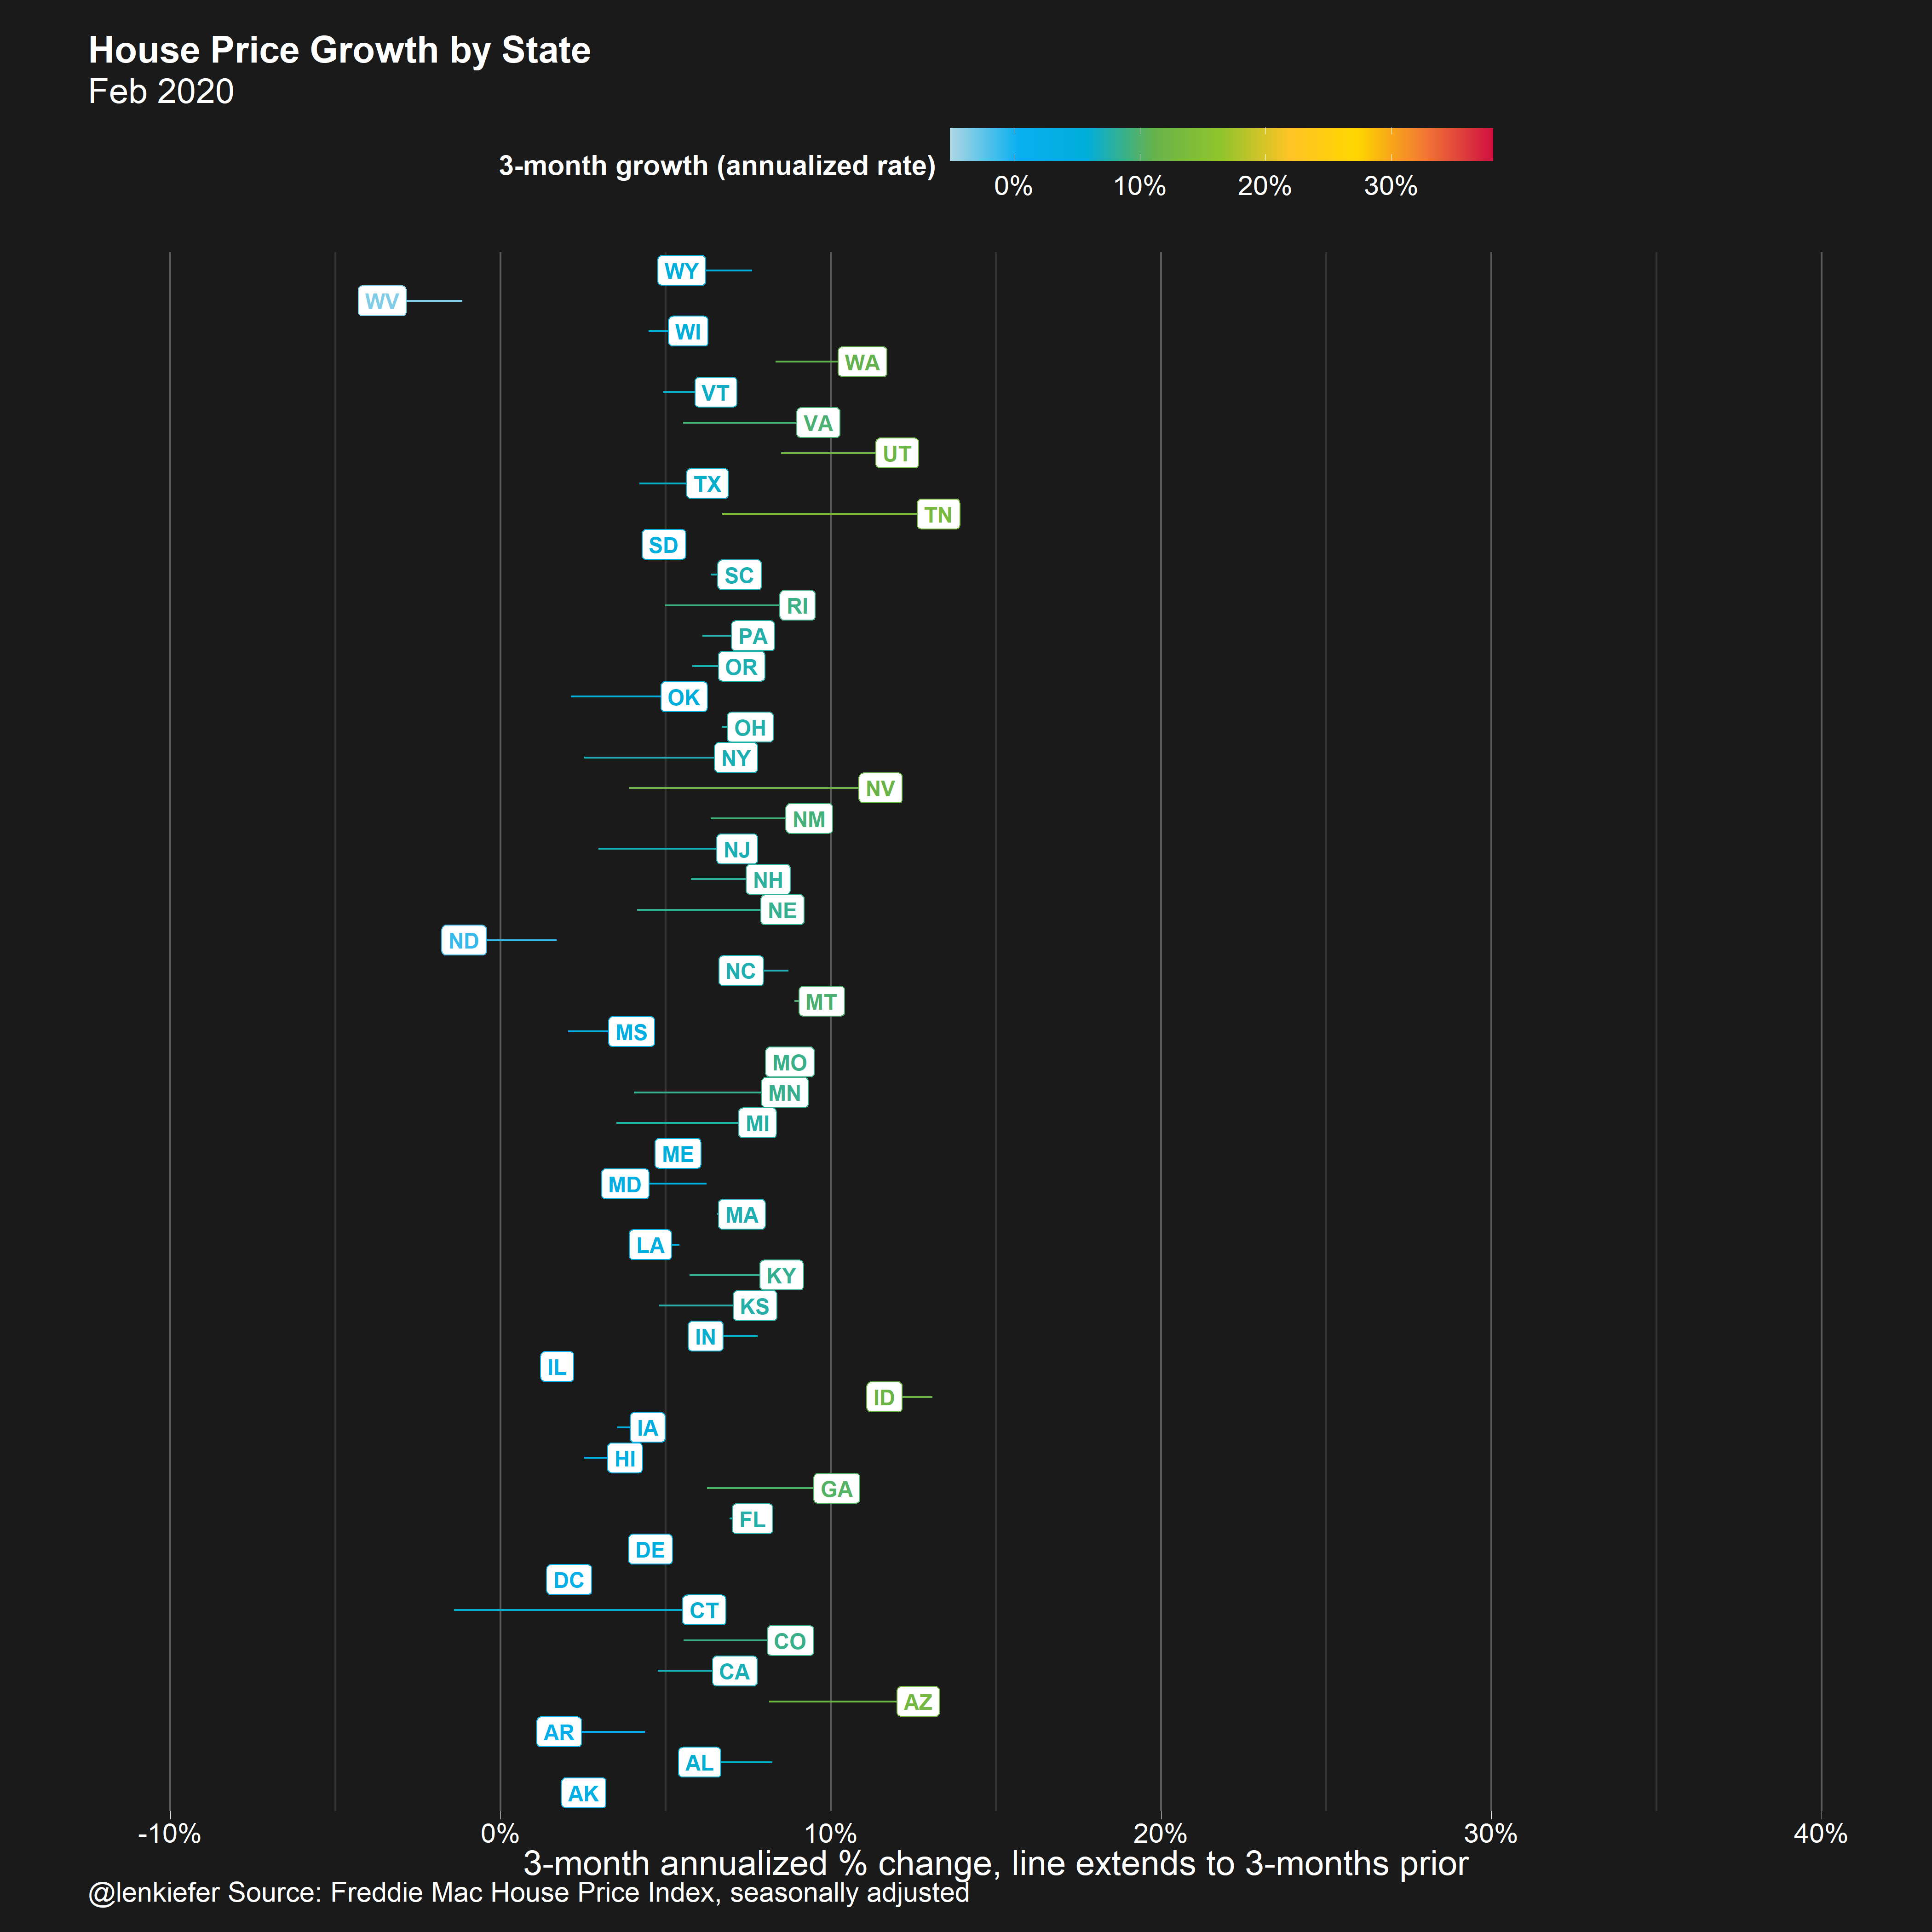 House Price Growth by State
Feb 2020
3-month growth (annualized rate)
0% 10% 20% 30%
WY
WV
WI
WA
VT
VA
UT
TX
TN
SD
SC
RI
PA
OR
OK
OH
NY
NV
NM
NJ
NH
NE
ND
NC
MT
MS
MO
MN
MI
ME
MD
MA
LA
KY
KS
IN
IL
ID
IA
HI
GA
FL
DE
DC
CT
CO
CA
AZ
AR
AL
AK
-10% 0% 10% 20% 30% 40%
3-month annualized % change, line extends to 3-months prior
@lenkiefer Source: Freddie Mac House Price Index, seasonally adjusted